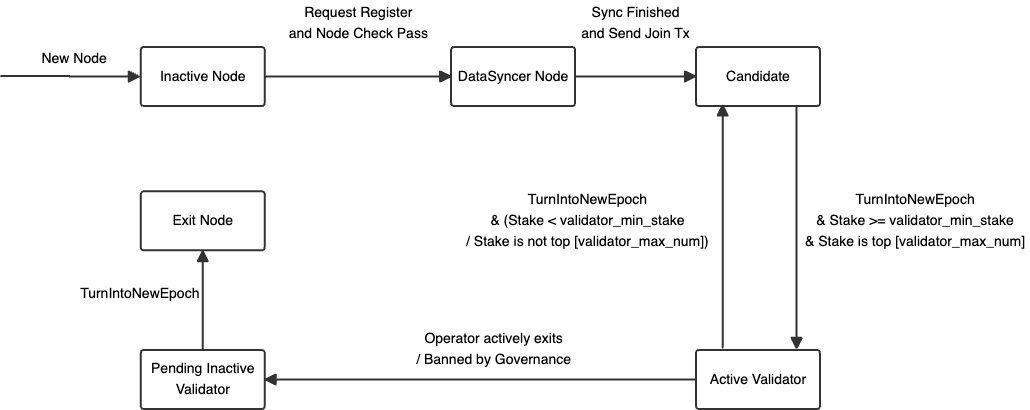 Request Register
and Node Check Pass
Sync Finished
and Send Join Tx
New Node
Inactive Node
DataSyncer Node
Candidate
TurnIntoNewEpoch
& (Stake < validator_min_stake
/ Stake is not top [validator_max_num])
TurnIntoNewEpoch
& Stake >= validator_min_stake
& Stake is top [validator_max_num]
Exit Node
TurnIntoNewEpoch
Operator actively exits
/ Banned by Governance
Pending Inactive
Validator
Active Validator